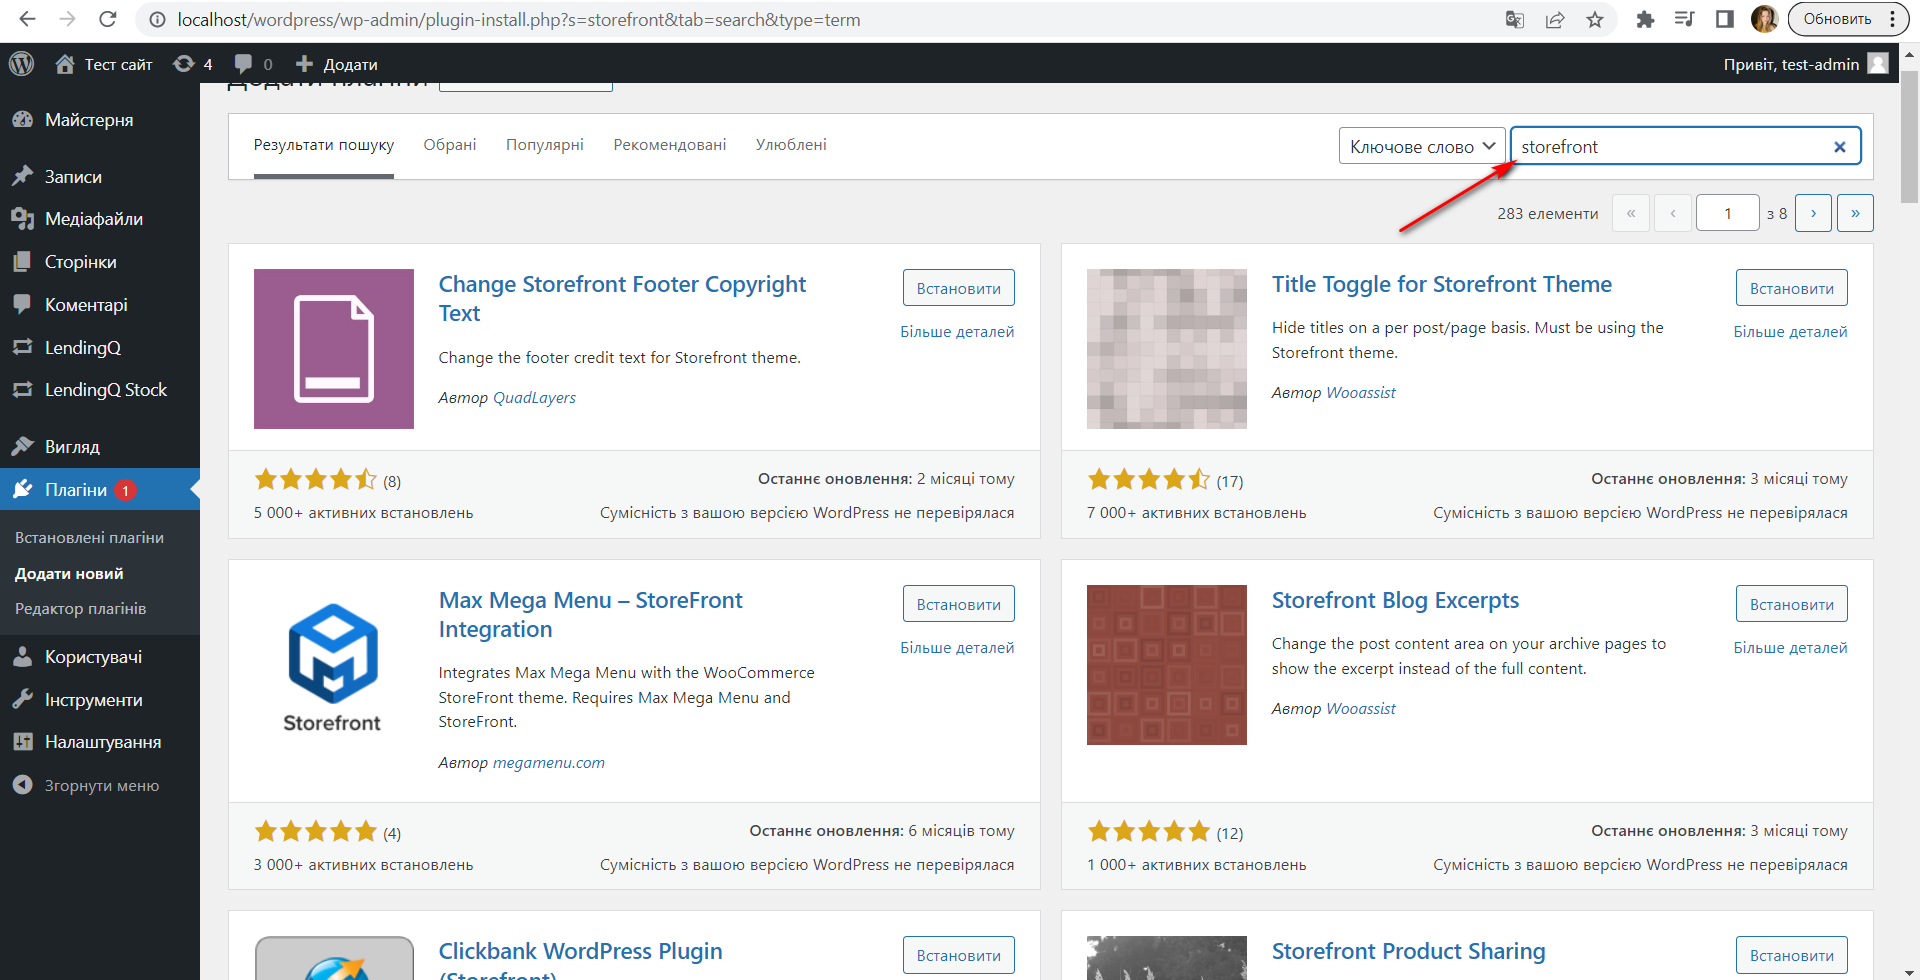 localhost/wordpress/wp-admin/plugin-install.php?s=storefront&tab=search&type=term
Обновить
Тест сайт
4
0
Додати
Привіт, test-admin
Додати плагіни
Майстерня
Записи
Медіафайли
Сторінки
Коментарі
LendingQ
LendingQ Stock
Вигляд
Плагіни 1
Встановлені плагіни
Додати новий
Редактор плагінів
Користувачі
Інструменти
Налаштування
Згорнути меню
Результати пошуку
Обрані
Популярні
Рекомендовані
Улюблені
Ключове слово
storefront
283 елементи
«
‹
1
з 8
›
»
Change Storefront Footer Copyright
Text
Встановити
Більше деталей
Change the footer credit text for Storefront theme.
Автор QuadLayers
(8)
Останнє оновлення: 2 місяці тому
5 000+ активних встановлень
Сумісність з вашою версією WordPress не перевірялася
Title Toggle for Storefront Theme
Встановити
Більше деталей
Hide titles on a per post/page basis. Must be using the
Storefront theme.
Автор Wooassist
(17)
Останнє оновлення: 3 місяці тому
7 000+ активних встановлень
Сумісність з вашою версією WordPress не перевірялася
Storefront
Max Mega Menu – StoreFront
Integration
Встановити
Більше деталей
Integrates Max Mega Menu with the WooCommerce
StoreFront theme. Requires Max Mega Menu and
StoreFront.
Автор megamenu.com
(4)
Останнє оновлення: 6 місяців тому
3 000+ активних встановлень
Сумісність з вашою версією WordPress не перевірялася
Storefront Blog Excerpts
Встановити
Більше деталей
Change the post content area on your archive pages to
show the excerpt instead of the full content.
Автор Wooassist
(12)
Останнє оновлення: 3 місяці тому
1 000+ активних встановлень
Сумісність з вашою версією WordPress не перевірялася
Clickbank WordPress Plugin
(Storefront)
Встановити
Storefront Product Sharing
Встановити